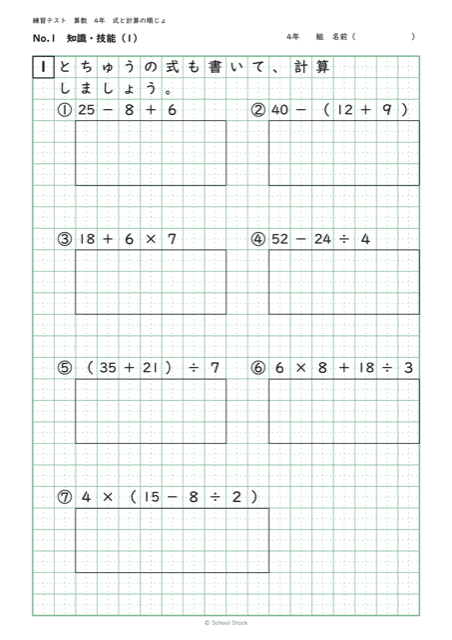 練習テスト 算数 4年 式と計算の順じょ
No.1 知識・技能(1) 4年 組 名前( )
1 とちゅうの式も書いて、計算
しましょう。
① 25 − 8 + 6 ② 40 − (12 + 9)
③ 18 + 6 × 7 ④ 52 − 24 ÷ 4
⑤ (35 + 21) ÷ 7 ⑥ 6 × 8 + 18 ÷ 3
⑦ 4 × (15 − 8 ÷ 2)
© School Stock